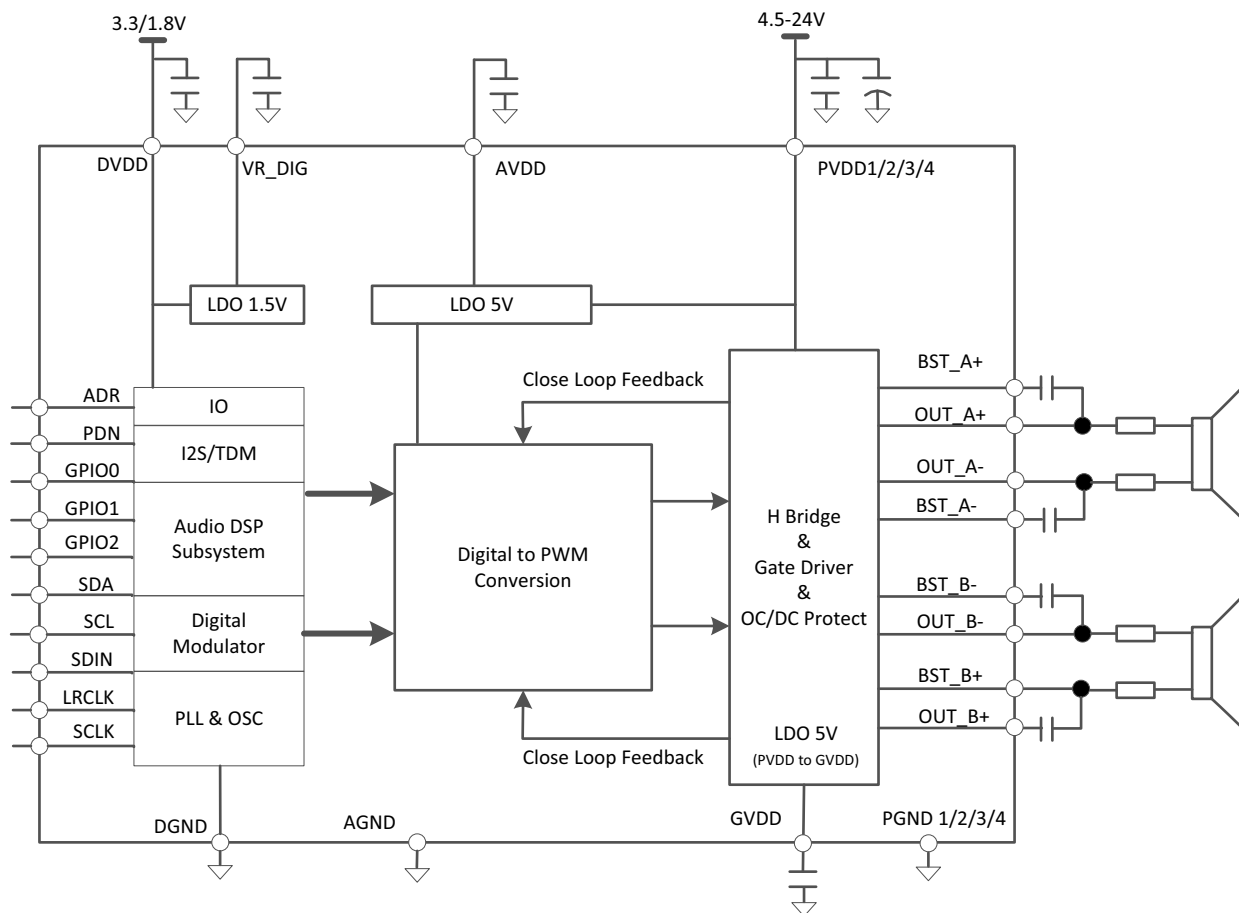 3.3/1.8V
4.5-24V
DVDD
VR_DIG
AVDD
PVDD1/2/3/4
LDO 1.5V
LDO 5V
ADR
PDN
GPIO0
GPIO1
GPIO2
SDA
SCL
SDIN
LRCLK
SCLK
IO
I2S/TDM
Audio DSP
Subsystem
Digital
Modulator
PLL & OSC
Close Loop Feedback
Digital to PWM
Conversion
Close Loop Feedback
H Bridge
&
Gate Driver
&
OC/DC Protect
LDO 5V
(PVDD to GVDD)
BST_A+
OUT_A+
OUT_A-
BST_A-
BST_B-
OUT_B-
BST_B+
OUT_B+
DGND
AGND
GVDD
PGND 1/2/3/4